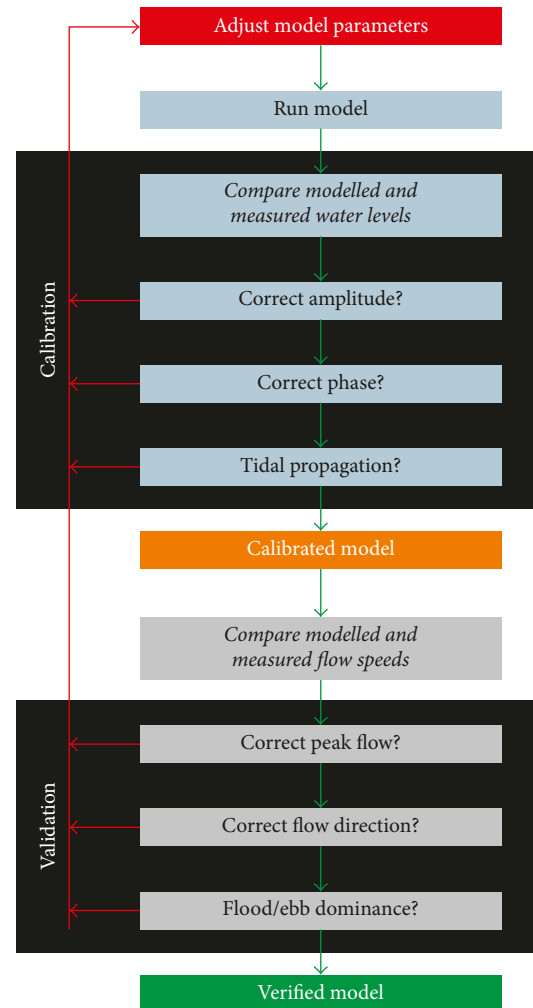 Adjust model parameters
Run model
Calibration
Compare modelled and
measured water levels
Correct amplitude?
Correct phase?
Tidal propagation?
Calibrated model
Compare modelled and
measured flow speeds
Validation
Correct peak flow?
Correct flow direction?
Flood/ebb dominance?
Verified model